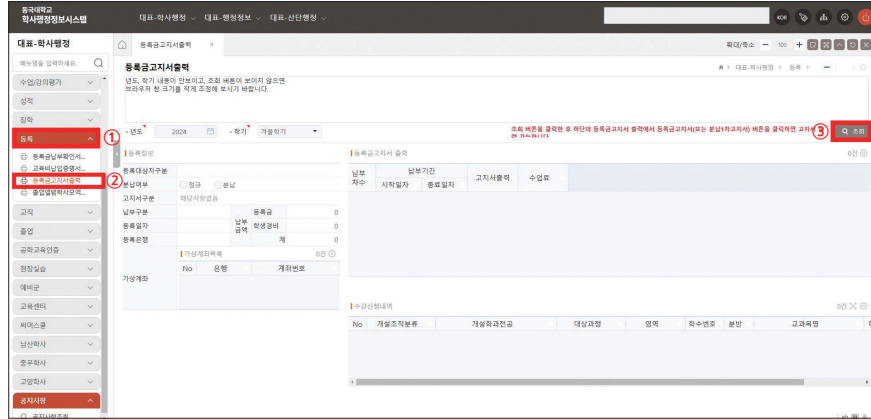 동국대학교
학사행정정보시스템
대표-학사행정
대표-행정정보
대표-산단행정
KOR
대표-학사행정
등록금고지서출력 ×
확대/축소 − 100 +
메뉴명을 입력하세요.
등록금고지서출력
대표-학사행정 > 등록 >
년도, 학기 내용이 안보이고, 조회 버튼이 보이지 않으면
브라우저 창 크기를 작게 조정해 보시기 바랍니다.
수업/강의평가
성적
장학
등록 ①
등록금납부확인서...
교육비납입증명서...
등록금고지서출력 ②
졸업앨범학사모액...
교직
졸업
공학교육인증
현장실습
예비군
교육센터
써머스쿨
남산학사
충무학사
고양학사
공지사항
공지사항조회
- 년도 2024 - 학기 겨울학기
조회 버튼을 클릭한 후 하단의 등록금고지서 출력에서 등록금고지서(또는 분납1차고지서) 버튼을 클릭하면 고지서
③ 조회
등록정보
등록대상자구분
분납여부 정규 분납
고지서구분 해당사항없음
납부구분
등록일자
등록은행
납부
금액
등록금 0
학생경비 0
계 0
가상계좌
가상계좌목록 0건
No 은행 계좌번호
등록금고지서 출력 0건
납부
차수
납부기간
시작일자 종료일자
고지서출력 수업료
수강신청내역 0건
No 개설조직분류 개설학과전공 대상과정 영역 학수번호 분반 교과목명